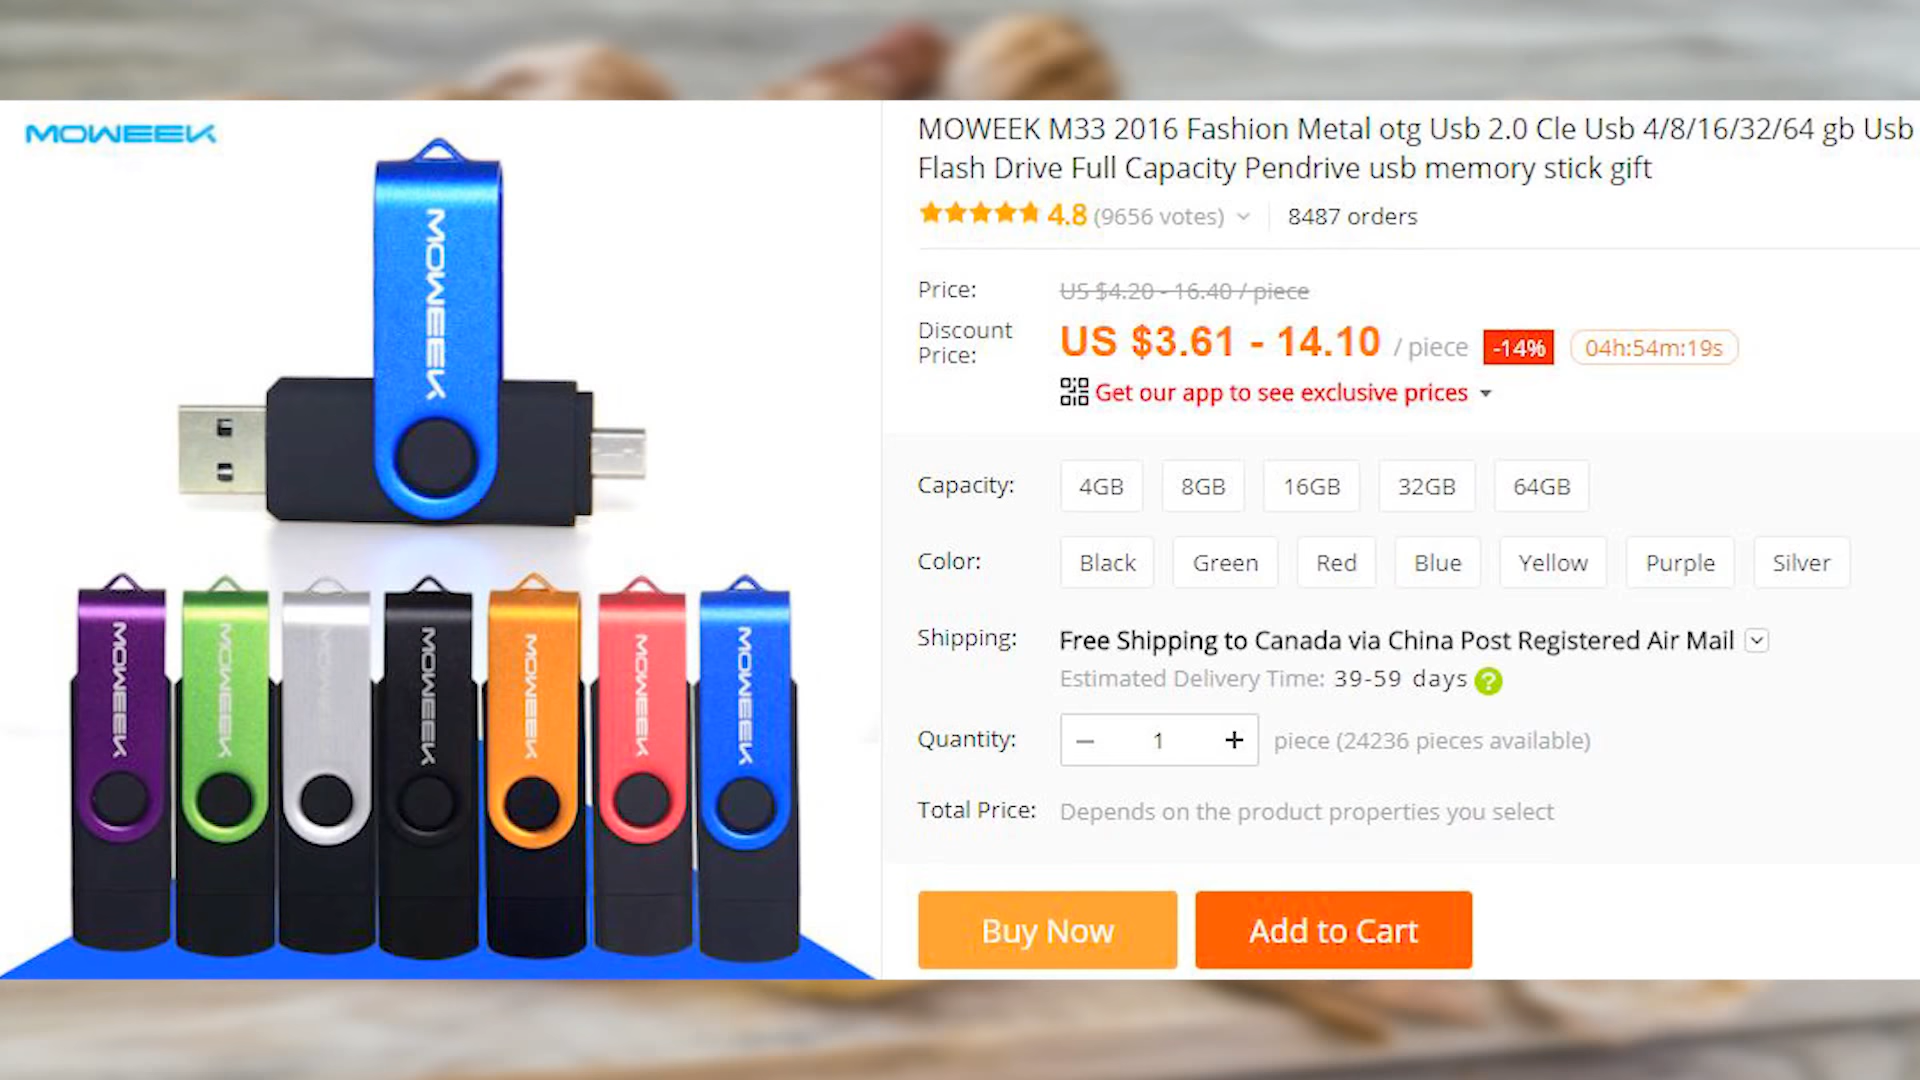 MOWEEK
MOWEEK
MOWEEK
MOWEEK
MOWEEK
MOWEEK
MOWEEK
MOWEEK
MOWEEK
MOWEEK M33 2016 Fashion Metal otg Usb 2.0 Cle Usb 4/8/16/32/64 gb Usb
Flash Drive Full Capacity Pendrive usb memory stick gift
4.8 (9656 votes) 8487 orders
Price: US $4.20 - 16.40 / piece
Discount
Price: US $3.61 - 14.10 / piece -14% 04h:54m:19s
Get our app to see exclusive prices
Capacity: 4GB 8GB 16GB 32GB 64GB
Color: Black Green Red Blue Yellow Purple Silver
Shipping: Free Shipping to Canada via China Post Registered Air Mail
Estimated Delivery Time: 39-59 days ?
Quantity: − 1 + piece (24236 pieces available)
Total Price: Depends on the product properties you select
Buy Now Add to Cart